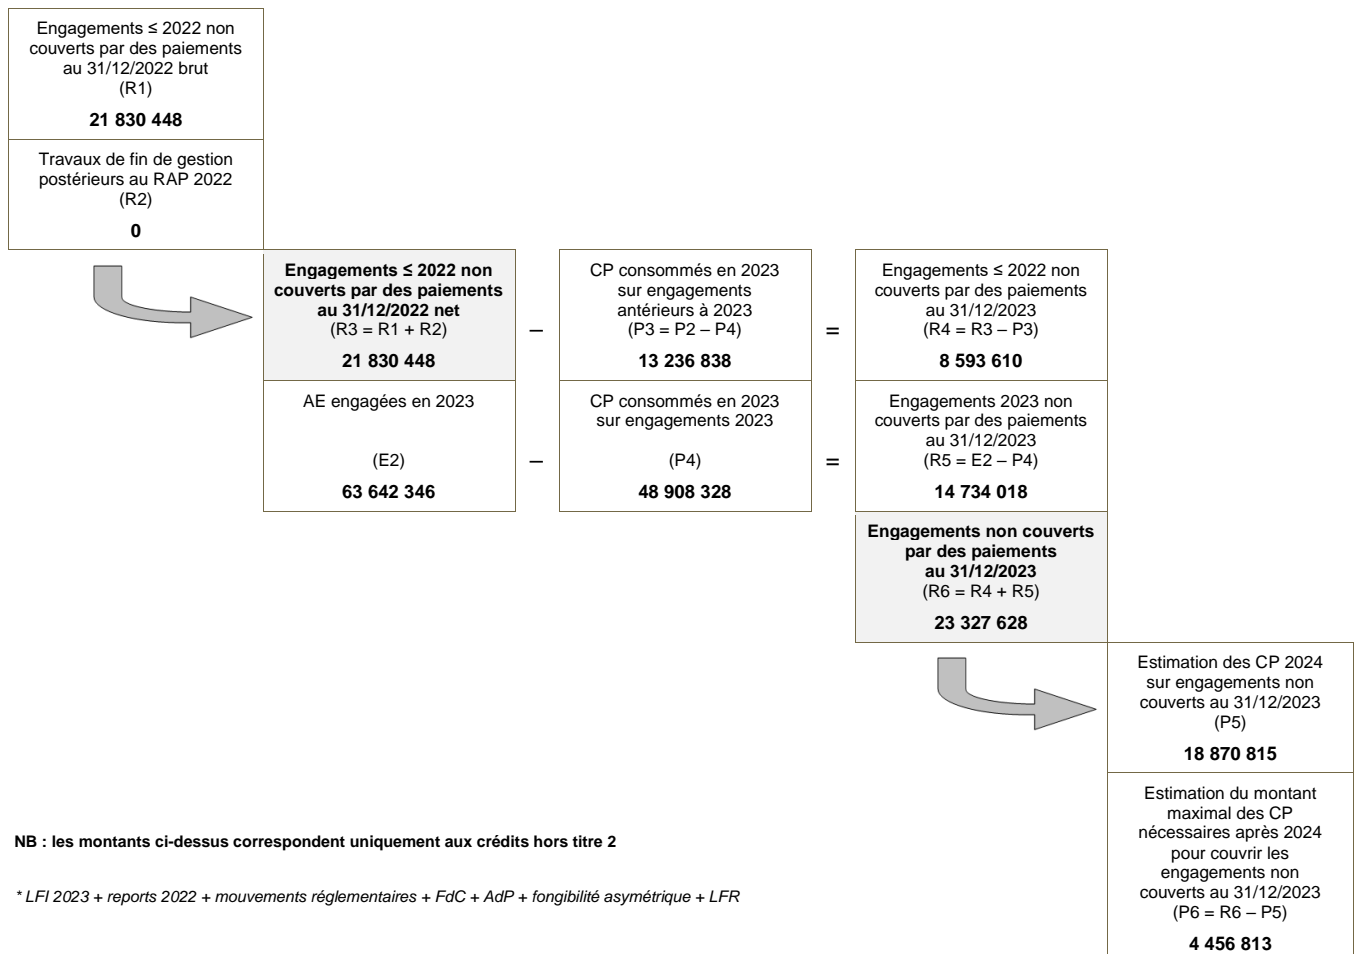 Engagements ≤ 2022 non
couverts par des paiements
au 31/12/2022 brut
(R1)
21 830 448
Travaux de fin de gestion
postérieurs au RAP 2022
(R2)
0
Engagements ≤ 2022 non
couverts par des paiements
au 31/12/2022 net
(R3 = R1 + R2)
21 830 448
–
CP consommés en 2023
sur engagements
antérieurs à 2023
(P3 = P2 – P4)
13 236 838
=
Engagements ≤ 2022 non
couverts par des paiements
au 31/12/2023
(R4 = R3 – P3)
8 593 610
AE engagées en 2023
(E2)
63 642 346
–
CP consommés en 2023
sur engagements 2023
(P4)
48 908 328
=
Engagements 2023 non
couverts par des paiements
au 31/12/2023
(R5 = E2 – P4)
14 734 018
Engagements non couverts
par des paiements
au 31/12/2023
(R6 = R4 + R5)
23 327 628
Estimation des CP 2024
sur engagements non
couverts au 31/12/2023
(P5)
18 870 815
Estimation du montant
maximal des CP
nécessaires après 2024
pour couvrir les
engagements non
couverts au 31/12/2023
(P6 = R6 – P5)
4 456 813
NB : les montants ci-dessus correspondent uniquement aux crédits hors titre 2
* LFI 2023 + reports 2022 + mouvements réglementaires + FdC + AdP + fongibilité asymétrique + LFR